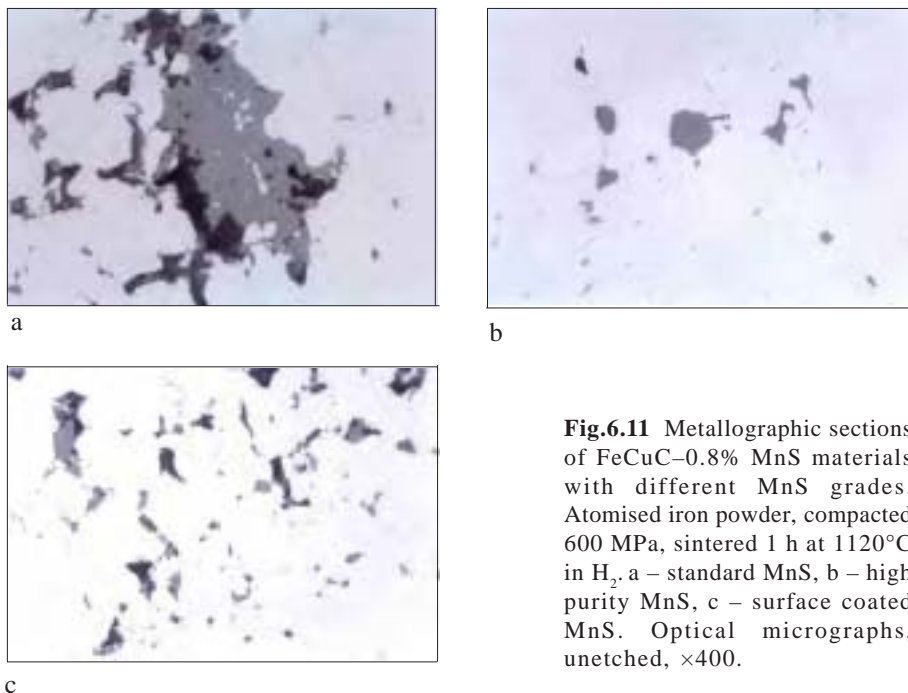 a
b
c
Fig.6.11 Metallographic sections
of FeCuC–0.8% MnS materials
with different MnS grades.
Atomised iron powder, compacted
600 MPa, sintered 1 h at 1120°C
in H₂. a – standard MnS, b – high
purity MnS, c – surface coated
MnS. Optical micrographs,
unetched, ×400.